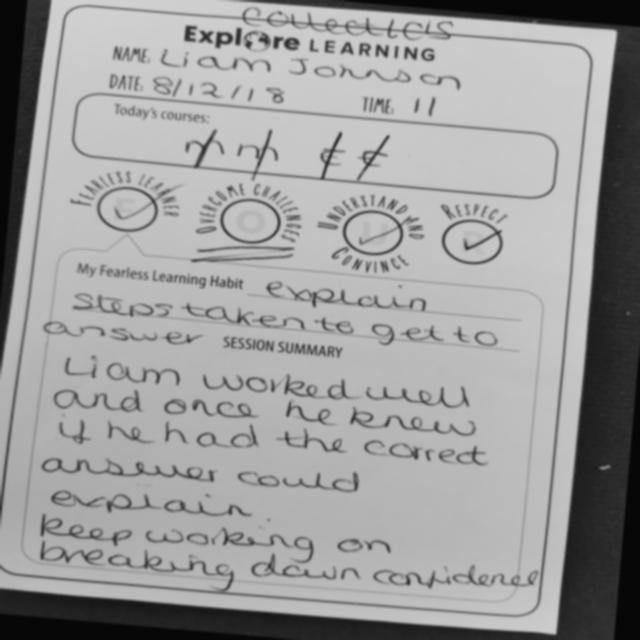 Explore LEARNING
NAME: Liam Johnson
DATE: 8/12/18 TIME: 11
Today's courses:
m m € €
FEARLESS LEARNER OVERCOME CHALLENGES UNDERSTAND AND CONVINCE RESPECT
F O U R
My Fearless Learning Habit explain
steps taken to get to
answer SESSION SUMMARY
Liam worked well
and once he knew
if he had the correct
answer could
explain.
keep working on
breaking down confidence